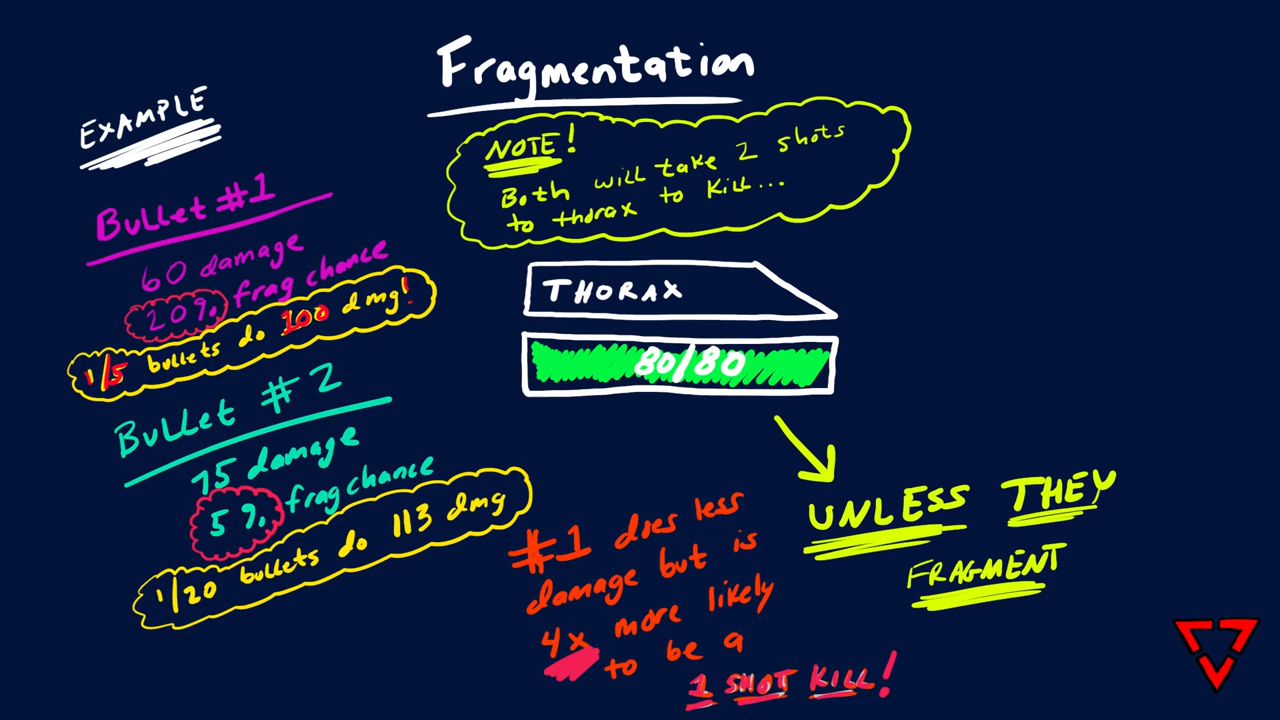 Fragmentation
EXAMPLE
NOTE!
Both will take 2 shots
to thorax to kill...
Bullet #1
60 damage
20% frag chance
1/5 bullets do 100 dmg!
THORAX
80/80
Bullet #2
75 damage
5% frag chance
1/20 bullets do 113 dmg
UNLESS THEY
FRAGMENT
#1 does less
damage but is
4x more likely
to be a
1 SHOT KILL!